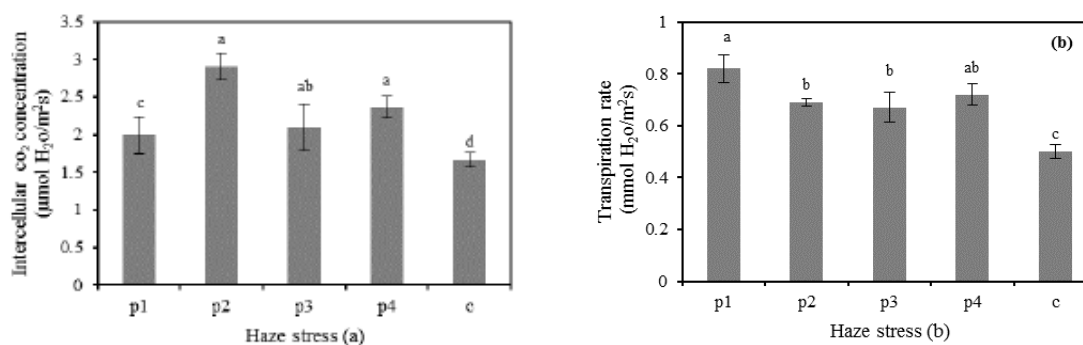 Intercellular co₂ concentration
(µmol H₂o/m²s)
3.5
3
2.5
2
1.5
1
0.5
0
c
a
ab
a
d
p1 p2 p3 p4 c
Haze stress (a)
Transpiration rate
(mmol H₂o/m²s)
1
0.8
0.6
0.4
0.2
0
(b)
a
b
b
ab
c
p1 p2 p3 p4 c
Haze stress (b)